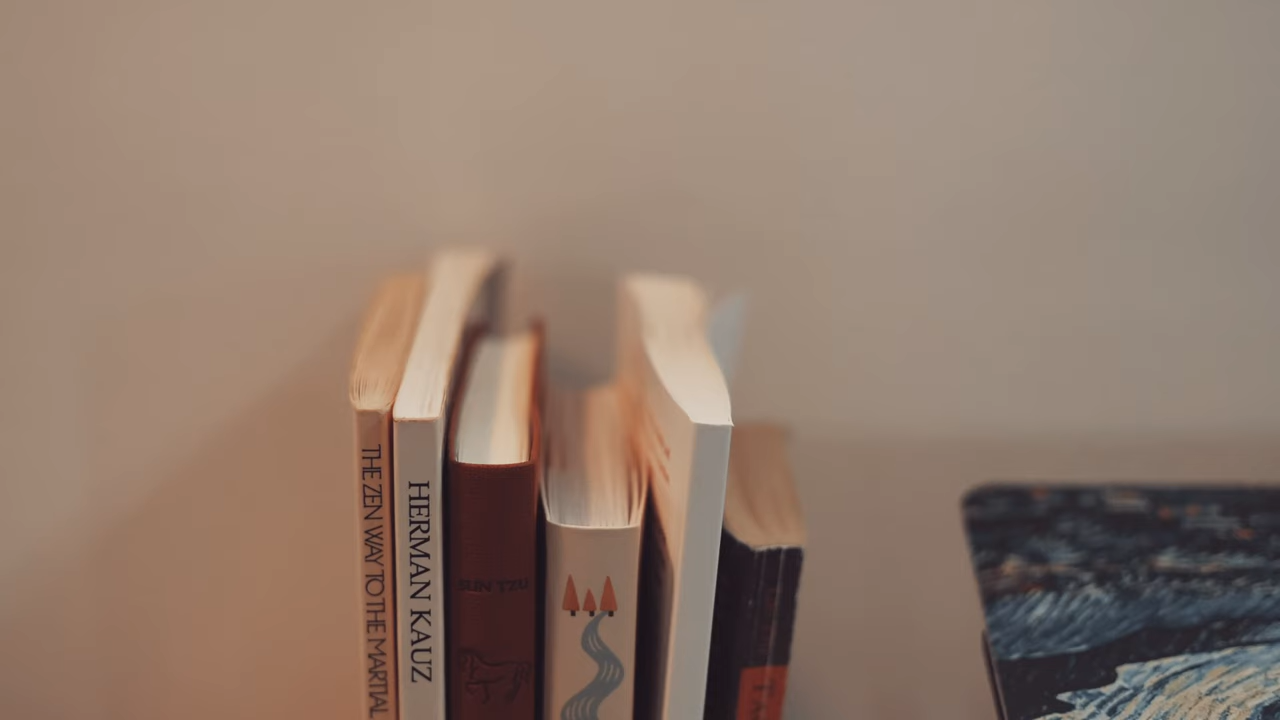 THE ZEN WAY TO THE MARTIAL
HERMAN KAUZ
SUN TZU